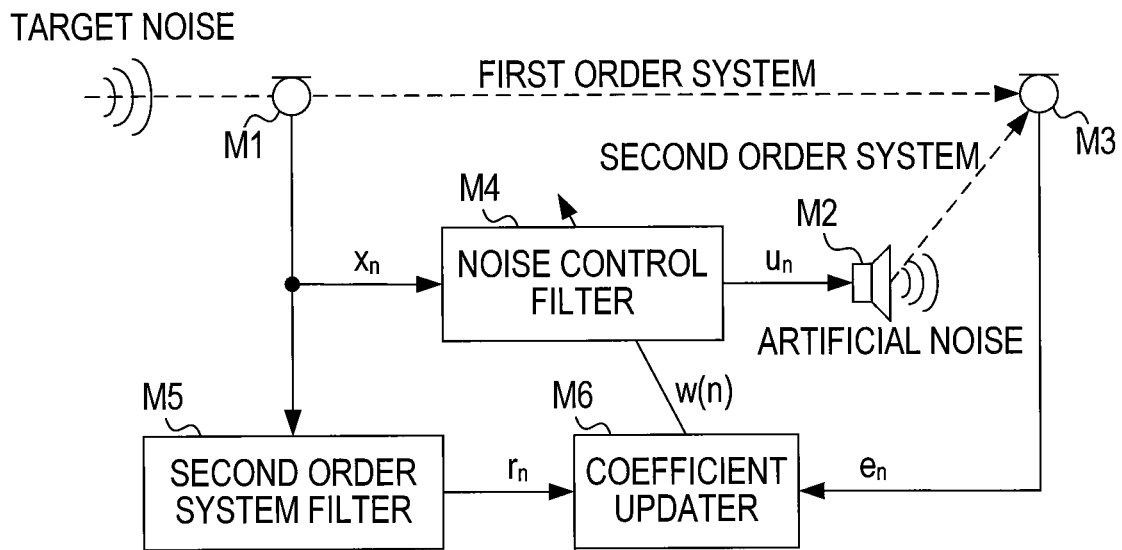 TARGET NOISE
FIRST ORDER SYSTEM
M1
M3
SECOND ORDER SYSTEM
M4
M2
xn
NOISE CONTROL
FILTER
un
ARTIFICIAL NOISE
M5
M6
w(n)
SECOND ORDER
SYSTEM FILTER
rn
COEFFICIENT
UPDATER
en